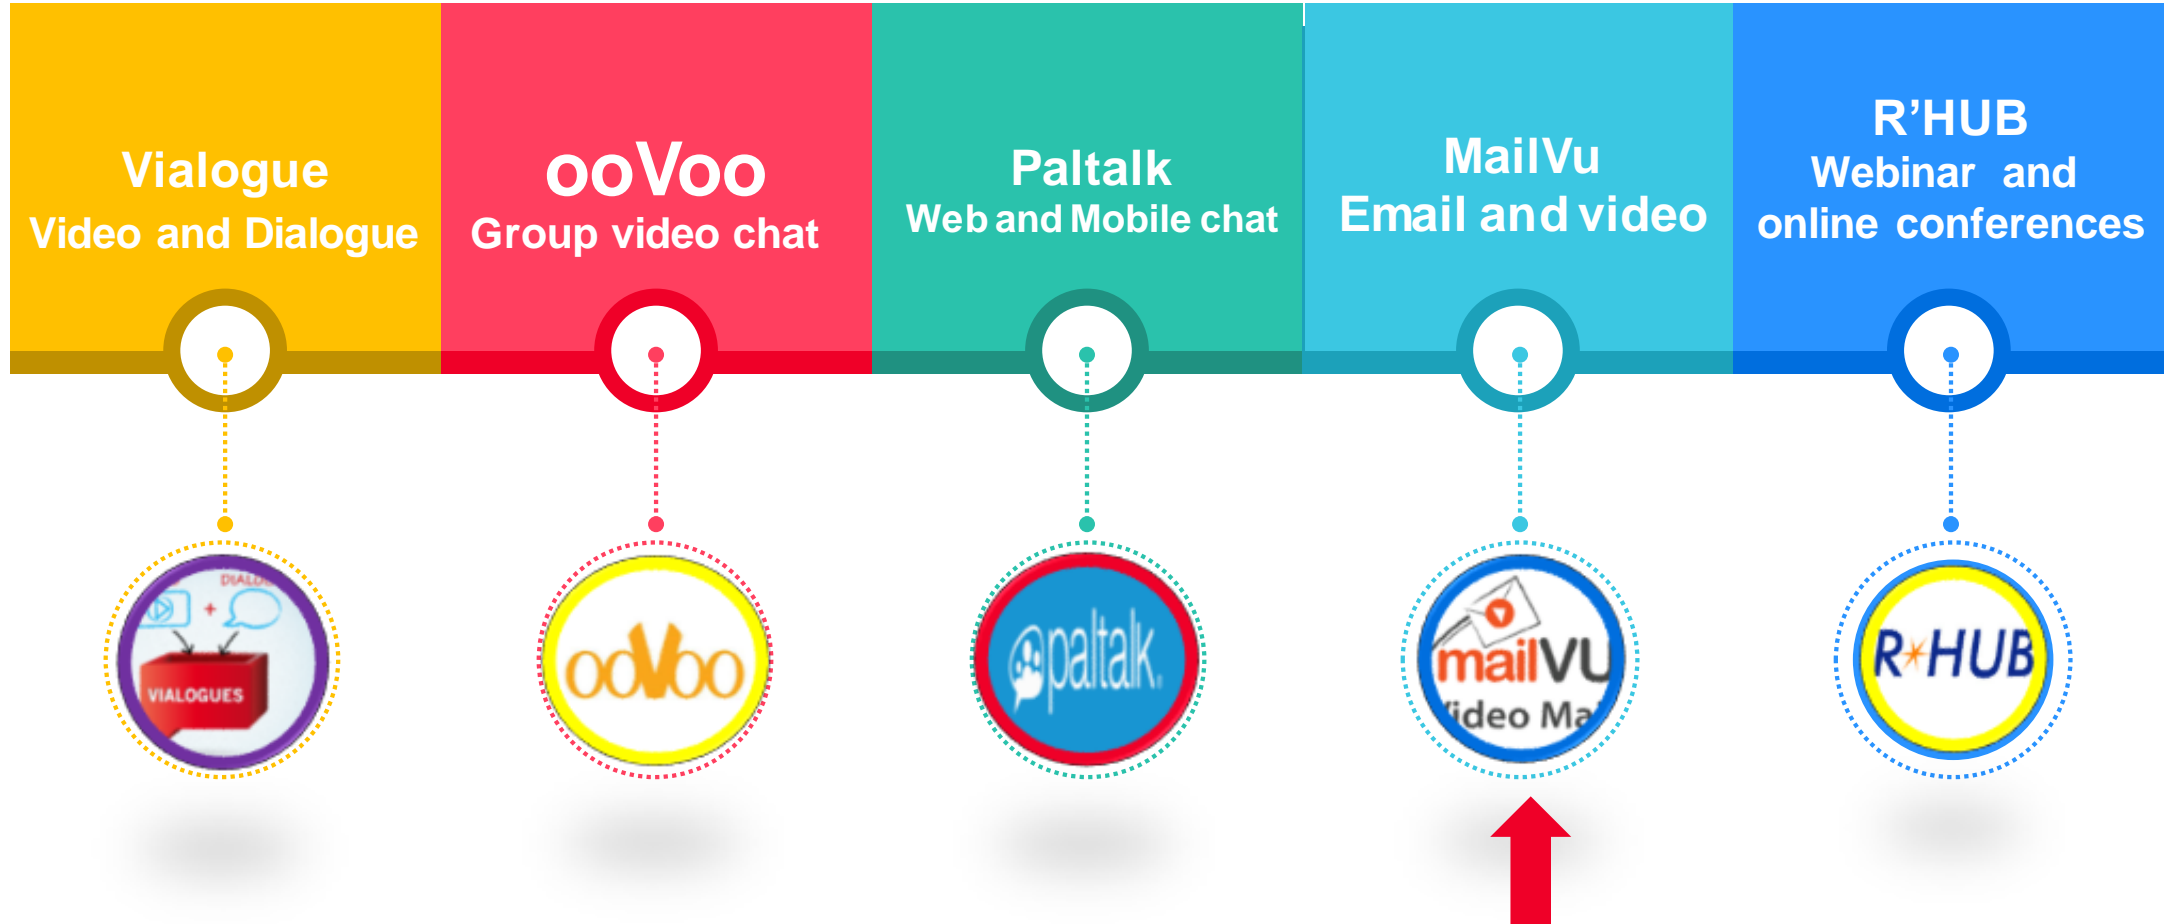 Vialogue
Video and Dialogue
ooVoo
Group video chat
Paltalk
Web and Mobile chat
MailVu
Email and video
R’HUB
Webinar and
online conferences
+
VIALOGUES
ooVoo
paltalk
mailVU
R HUB